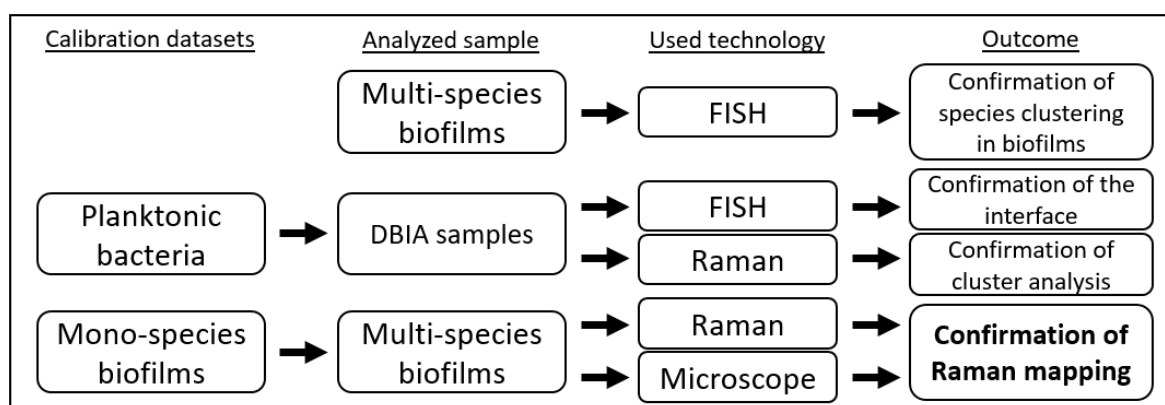 Calibration datasets
Analyzed sample
Used technology
Outcome
Multi-species
biofilms
FISH
Confirmation of
species clustering
in biofilms
Planktonic
bacteria
DBIA samples
FISH
Confirmation of the
interface
Raman
Confirmation of
cluster analysis
Mono-species
biofilms
Multi-species
biofilms
Raman
Microscope
Confirmation of
Raman mapping